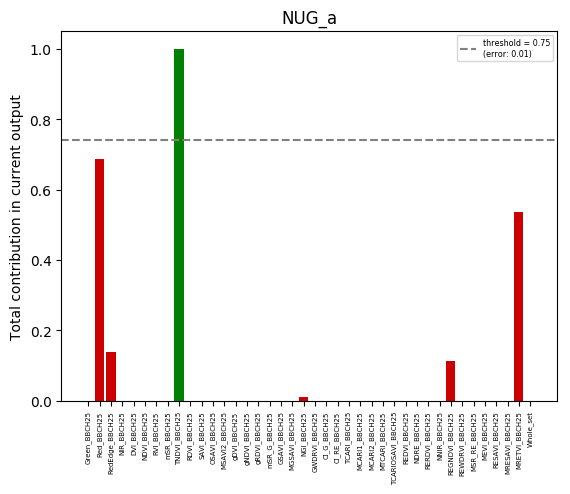 NUG_a
threshold = 0.75
(error: 0.01)
Total contribution in current output
1.0
0.8
0.6
0.4
0.2
0.0
Green_BBCH25
Red_BBCH25
RedEdge_BBCH25
NIR_BBCH25
DVI_BBCH25
NDVI_BBCH25
RVI_BBCH25
mSR_BBCH25
TNDVI_BBCH25
RDVI_BBCH25
SAVI_BBCH25
OSAVI_BBCH25
MSAVI2_BBCH25
gDVI_BBCH25
gNDVI_BBCH25
gRDVI_BBCH25
mSR_G_BBCH25
GSAVI_BBCH25
MGSAVI_BBCH25
NGI_BBCH25
GWDRVI_BBCH25
CI_G_BBCH25
CI_RE_BBCH25
TCARI_BBCH25
MCARI1_BBCH25
MCARI2_BBCH25
MTCARI_BBCH25
TCARIOSAVI_BBCH25
REDVI_BBCH25
NDRE_BBCH25
RERDVI_BBCH25
NNIR_BBCH25
REGNDVI_BBCH25
REWDRVI_BBCH25
MSR_RE_BBCH25
MEVI_BBCH25
RESAVI_BBCH25
MRESAVI_BBCH25
MRETVI_BBCH25
Whole_set